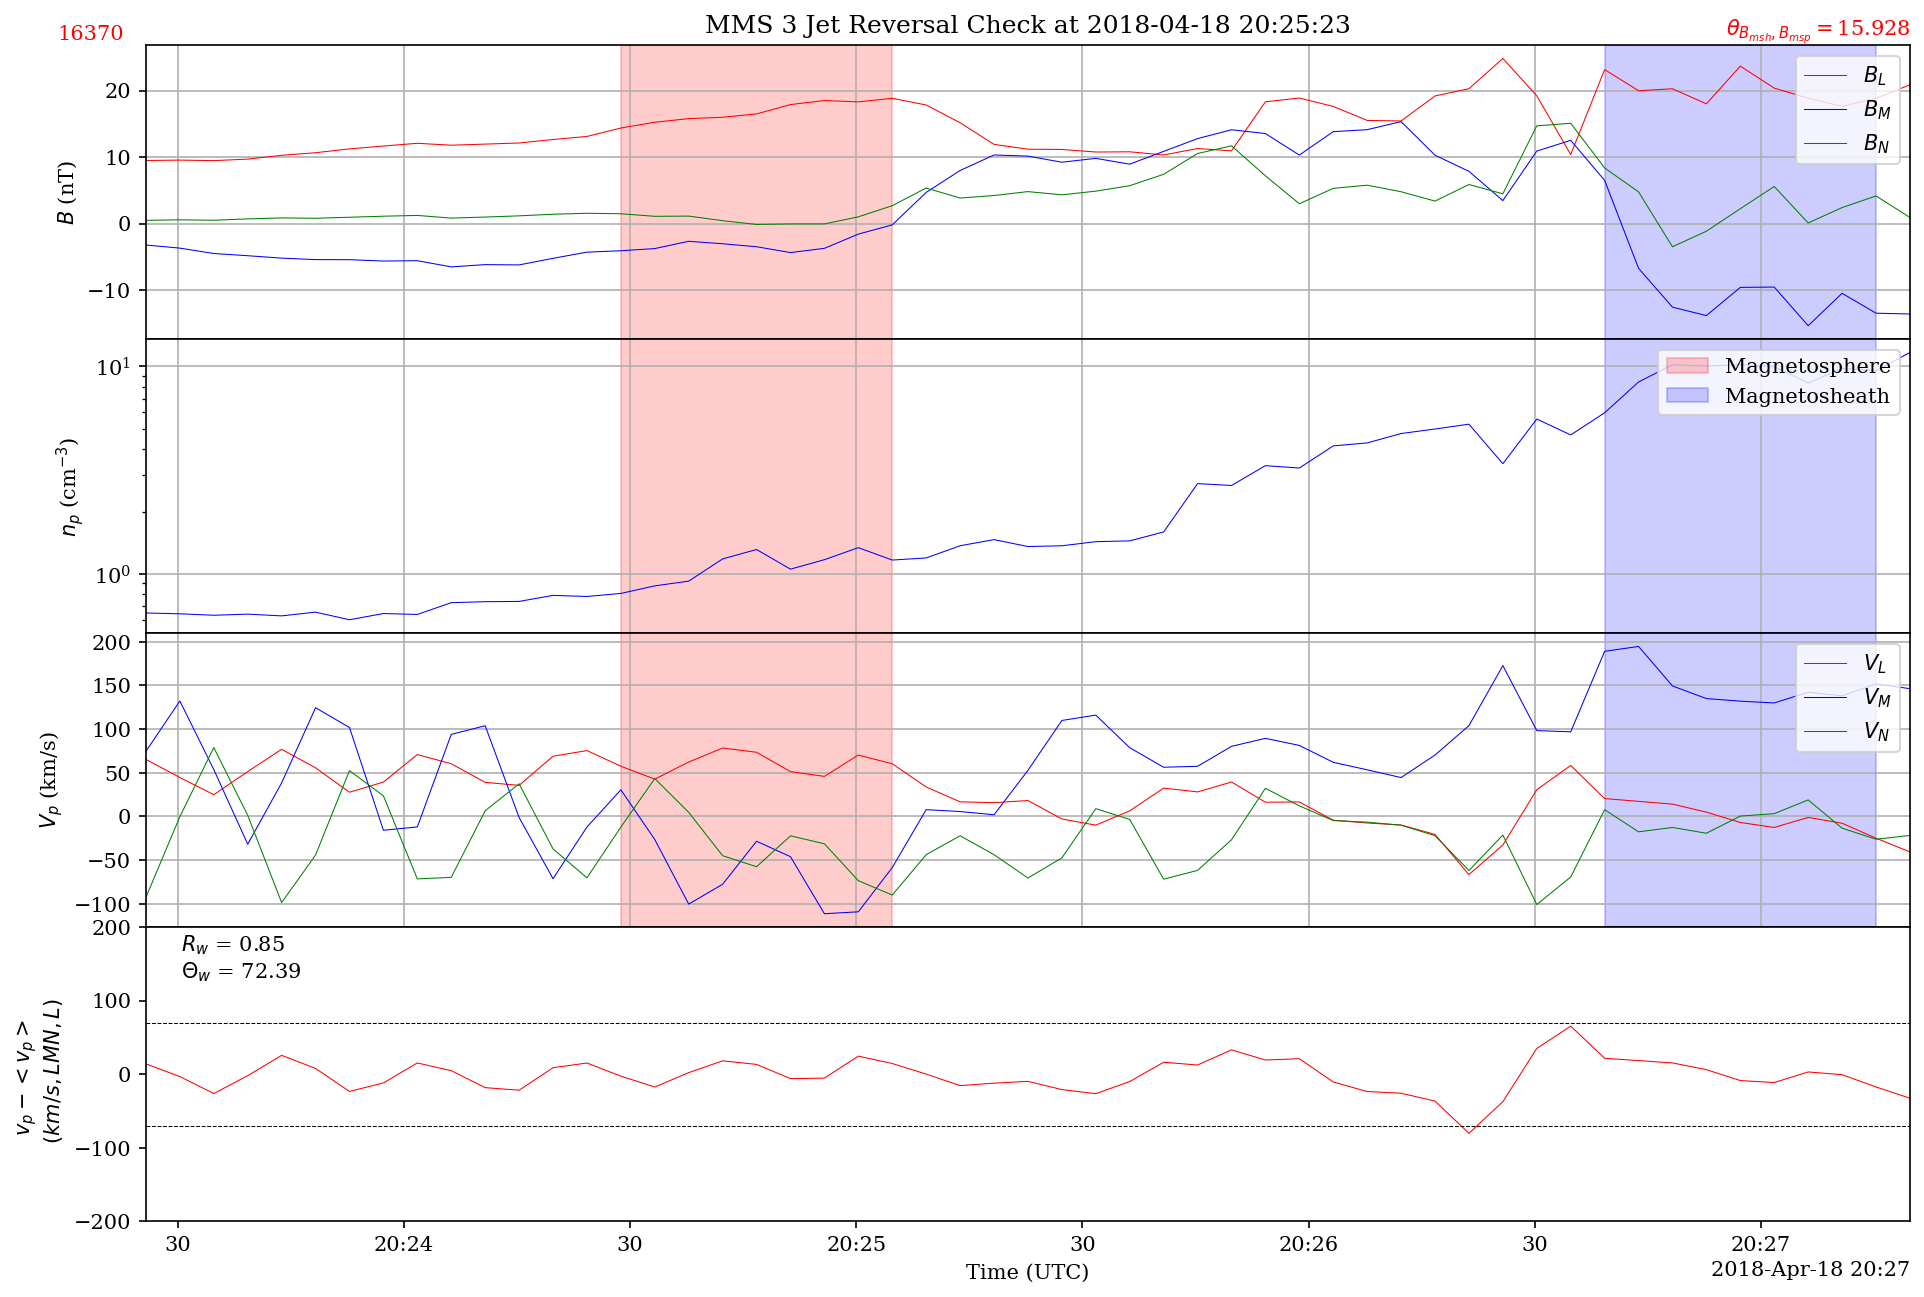 MMS 3 Jet Reversal Check at 2018-04-18 20:25:23
16370
θ_{B_{msh}, B_{msp}} = 15.928
B (nT)
20
10
0
−10
B_L
B_M
B_N
n_p (cm^{−3})
10^1
10^0
Magnetosphere
Magnetosheath
V_p (km/s)
200
150
100
50
0
−50
−100
V_L
V_M
V_N
v_p − < v_p >
(km/s, LMN, L)
200
100
0
−100
−200
R_w = 0.85
Θ_w = 72.39
30 20:24 30 20:25 30 20:26 30 20:27
Time (UTC)
2018-Apr-18 20:27